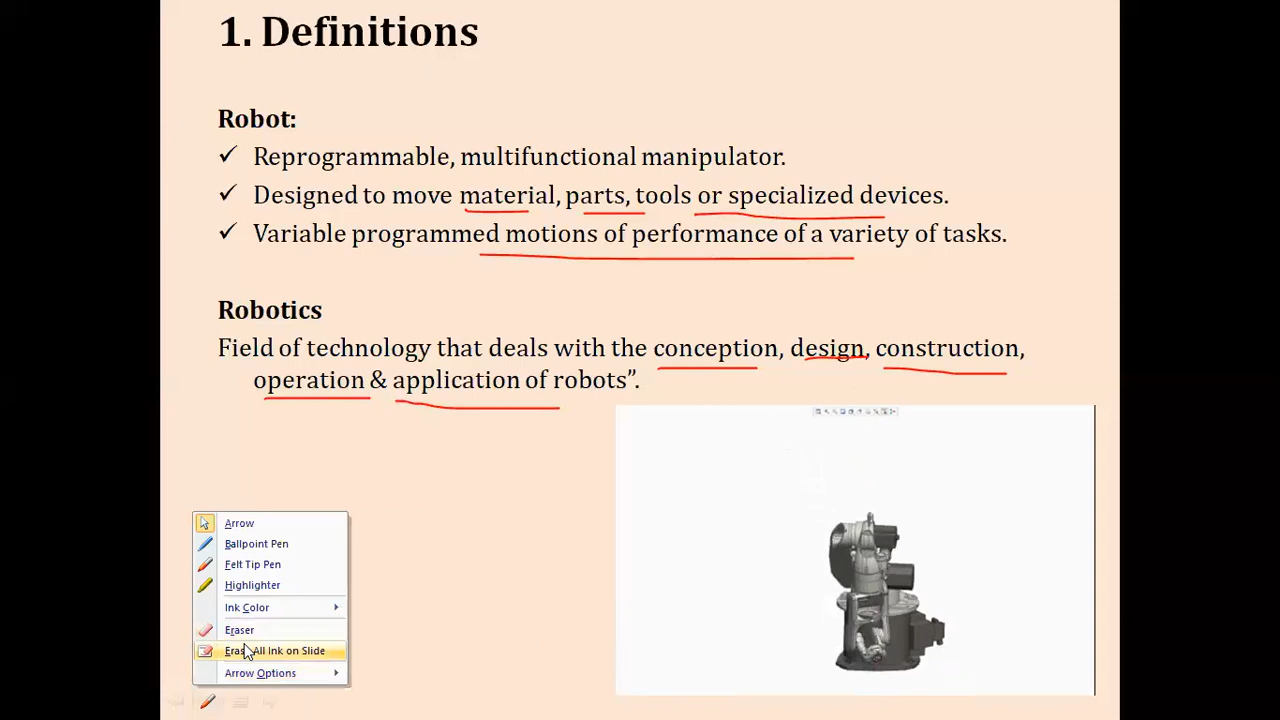 1. Definitions
Robot:
✓ Reprogrammable, multifunctional manipulator.
✓ Designed to move material, parts, tools or specialized devices.
✓ Variable programmed motions of performance of a variety of tasks.
Robotics
Field of technology that deals with the conception, design, construction,
operation & application of robots”.
Arrow
Ballpoint Pen
Felt Tip Pen
Highlighter
Ink Color
Eraser
All Ink on Slide
Arrow Options